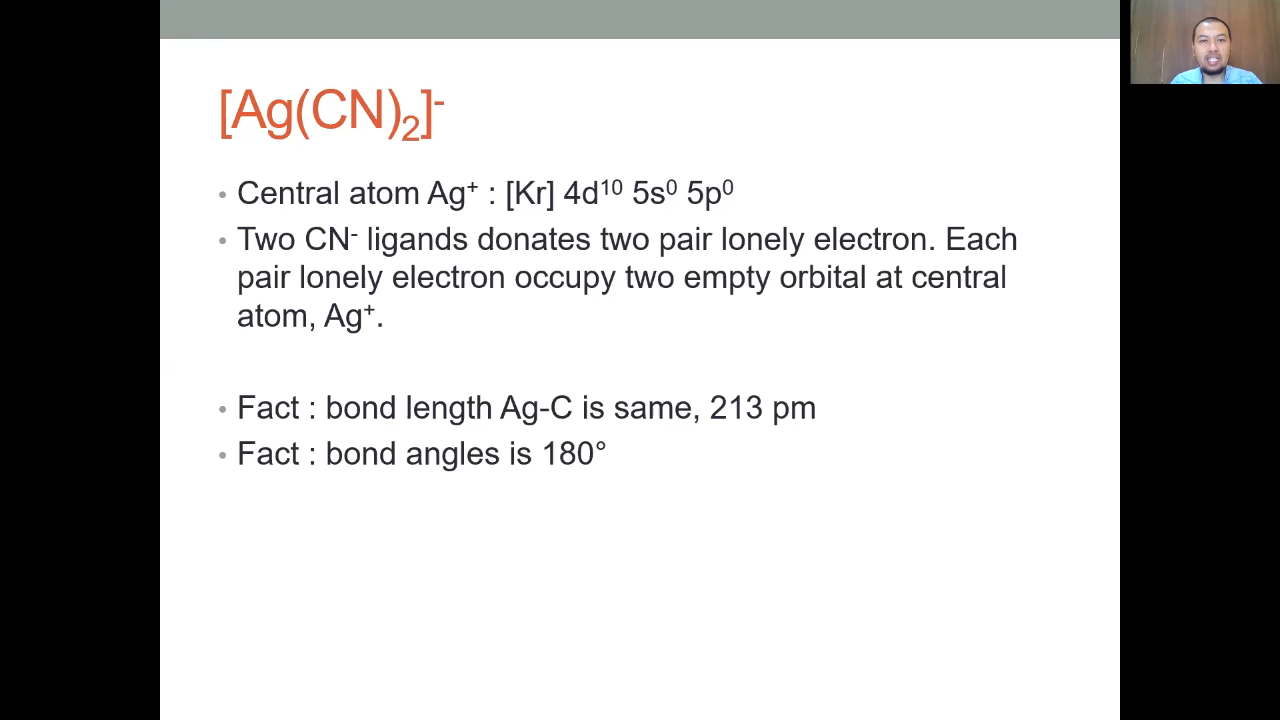 [Ag(CN)₂]⁻
• Central atom Ag⁺ : [Kr] 4d¹⁰ 5s⁰ 5p⁰
• Two CN⁻ ligands donates two pair lonely electron. Each
pair lonely electron occupy two empty orbital at central
atom, Ag⁺.
• Fact : bond length Ag-C is same, 213 pm
• Fact : bond angles is 180°